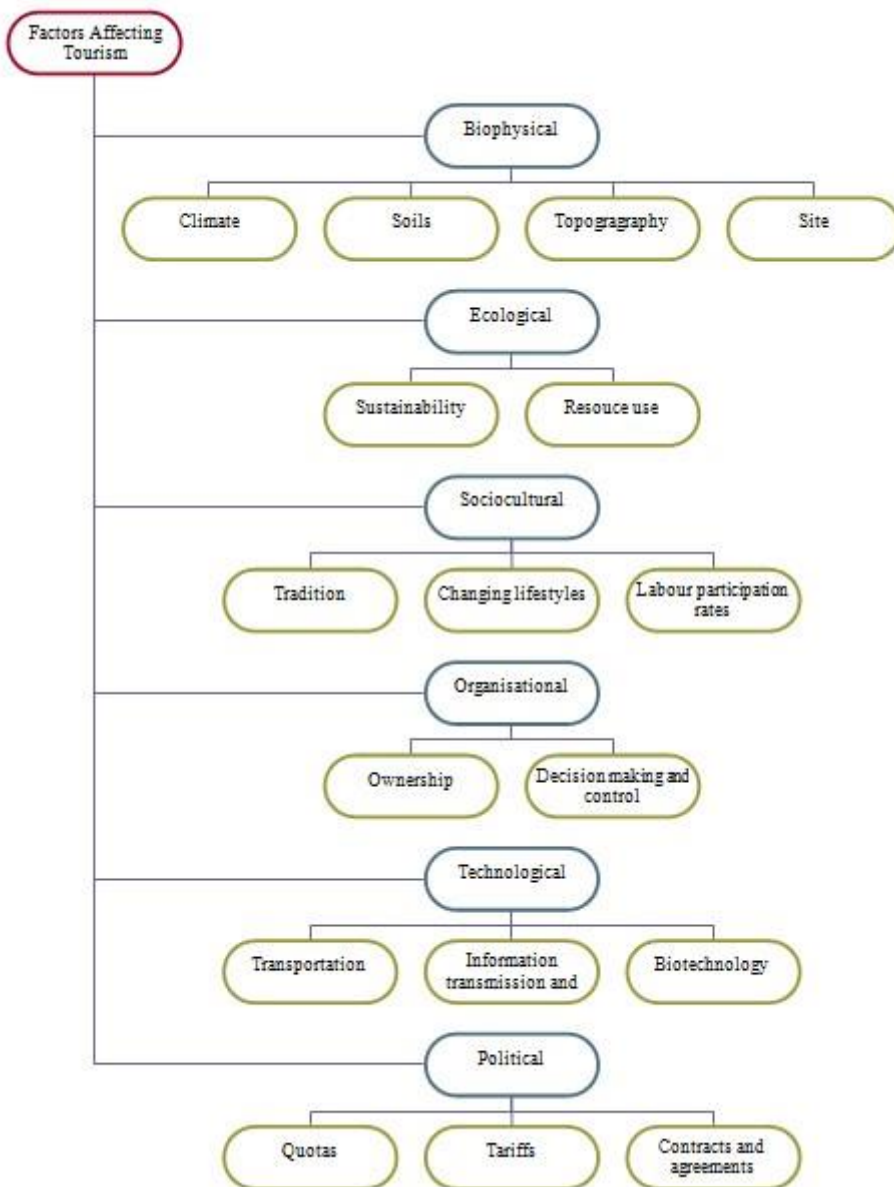 Factors Affecting
Tourism
Biophysical
Climate
Soils
Topogragraphy
Site
Ecological
Sustainability
Resouce use
Sociocultural
Tradition
Changing lifestyles
Labour participation
rates
Organisational
Ownership
Decision making and
control
Technological
Transportation
Information
transmission and
Biotechnology
Political
Quotas
Tariffs
Contracts and
agreements